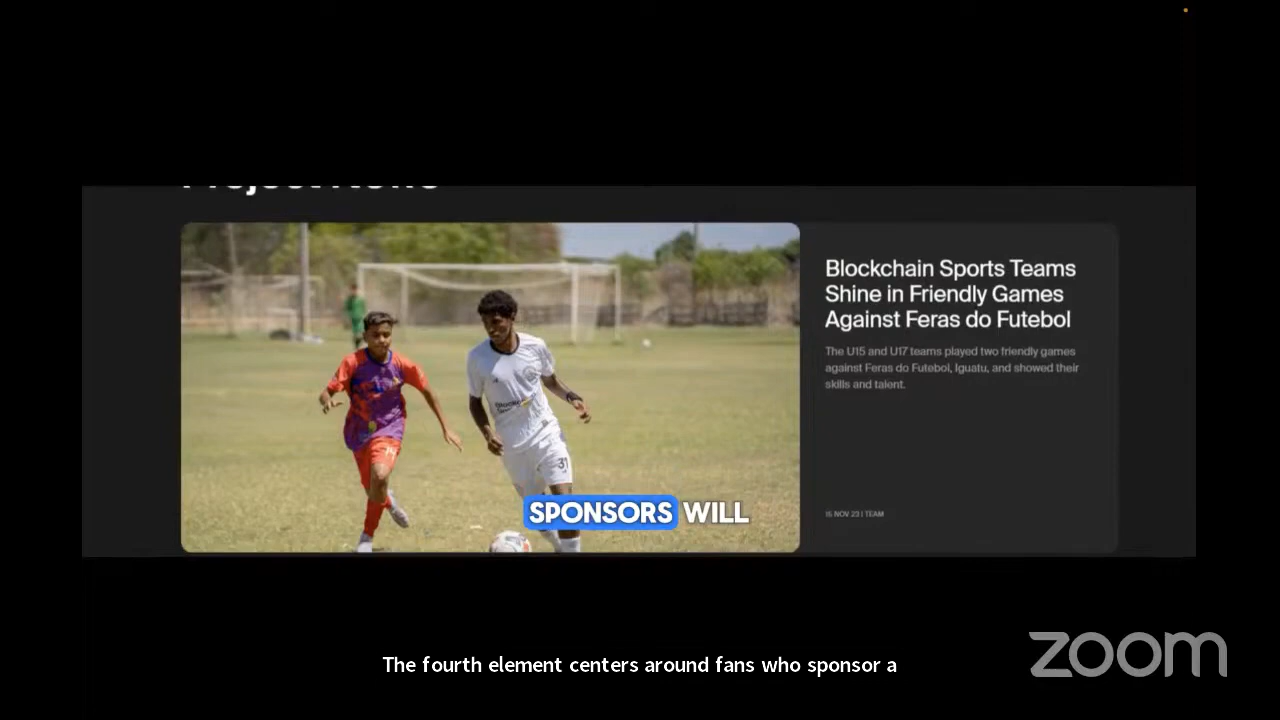 Blockchain Sports Teams
Shine in Friendly Games
Against Feras do Futebol
The U15 and U17 teams played two friendly games
against Feras do Futebol, Iguatu, and showed their
skills and talent.
31
SPONSORS WILL
15 NOV 23 | TEAM
The fourth element centers around fans who sponsor a
zoom